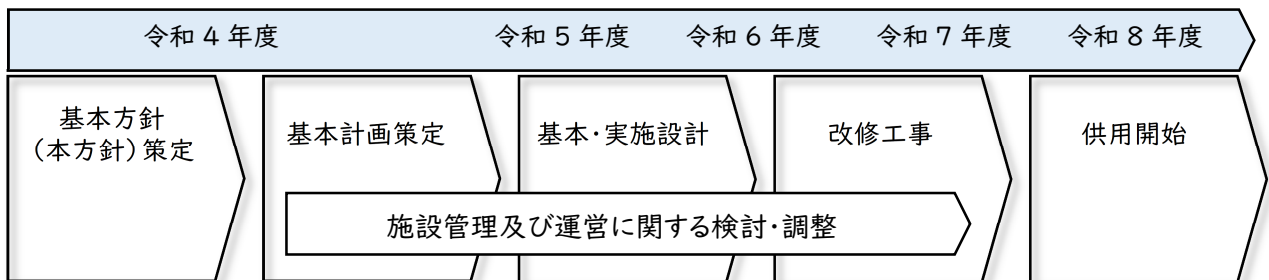 令和4年度 令和5年度 令和6年度 令和7年度 令和8年度
基本方針
（本方針）策定
基本計画策定
基本・実施設計
改修工事
供用開始
施設管理及び運営に関する検討・調整